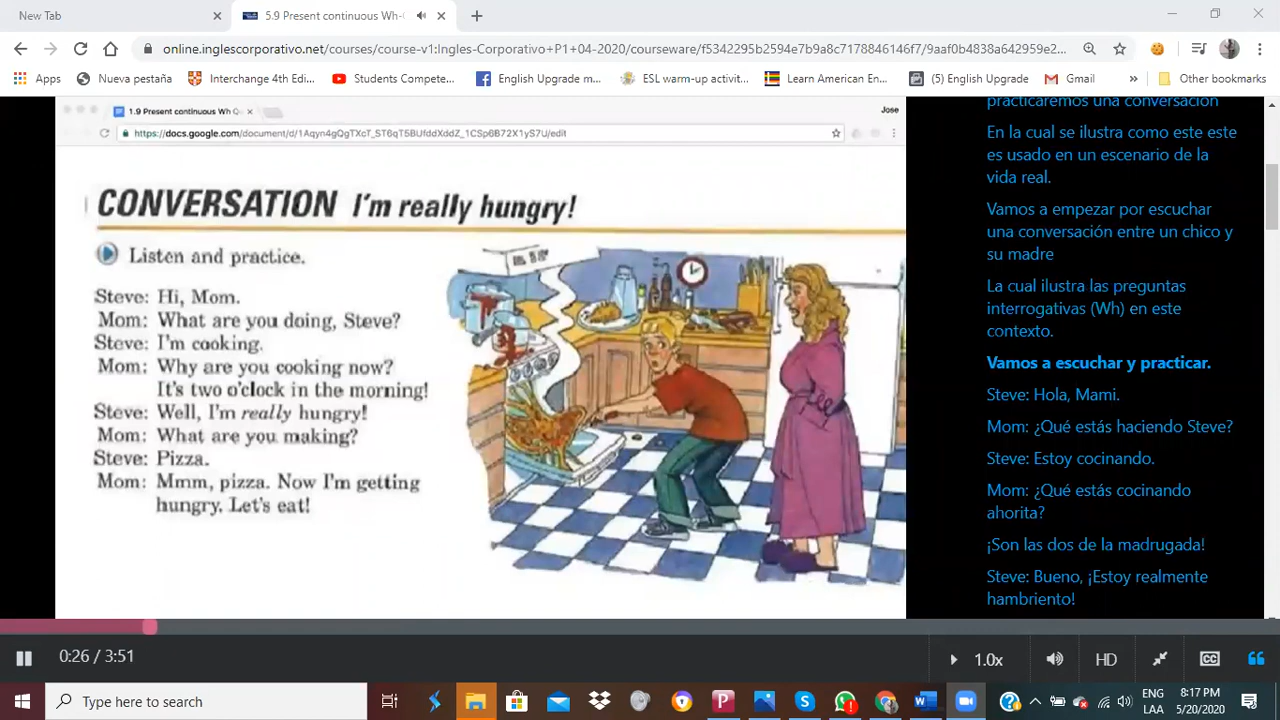 New Tab
5.9 Present continuous Wh-
online.inglescorporativo.net/courses/course-v1:Ingles-Corporativo+P1+04-2020/courseware/f5342295b2594e7b9a8c7178846146f7/9aaf0b4838a642959e2...
Apps
Nueva pestaña
Interchange 4th Edi...
Students Compete...
English Upgrade m...
ESL warm-up activit...
Learn American En...
(5) English Upgrade
Gmail
»
Other bookmarks
1.9 Present continuous Wh Q
Jose
https://docs.google.com/document/d/1Aqyn4gQgTXcT_ST6qT5BUfddXddZ_1CSp6B72X1yS7U/edit
CONVERSATION I'm really hungry!
Listen and practice.
Steve: Hi, Mom.
Mom: What are you doing, Steve?
Steve: I'm cooking.
Mom: Why are you cooking now?
It's two o'clock in the morning!
Steve: Well, I'm really hungry!
Mom: What are you making?
Steve: Pizza.
Mom: Mmm, pizza. Now I'm getting
hungry. Let's eat!
practicaremos una conversación
En la cual se ilustra como este este
es usado en un escenario de la
vida real.
Vamos a empezar por escuchar
una conversación entre un chico y
su madre
La cual ilustra las preguntas
interrogativas (Wh) en este
contexto.
Vamos a escuchar y practicar.
Steve: Hola, Mami.
Mom: ¿Qué estás haciendo Steve?
Steve: Estoy cocinando.
Mom: ¿Qué estás cocinando
ahorita?
¡Son las dos de la madrugada!
Steve: Bueno, ¡Estoy realmente
hambriento!
0:26 / 3:51
1.0x
HD
CC
Type here to search
ENG
LAA
8:17 PM
5/20/2020